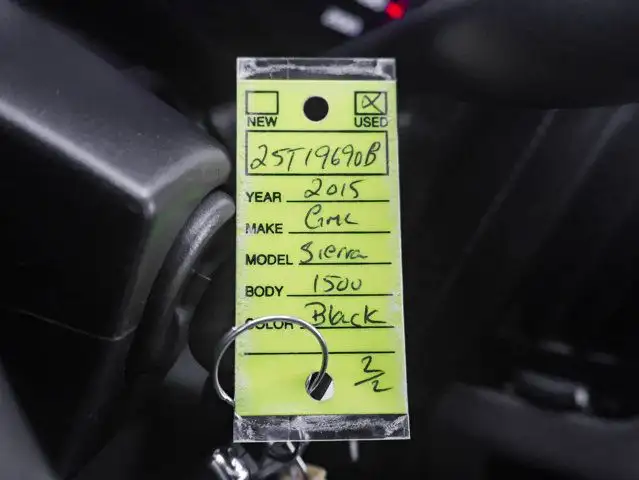 NEW USED
25T19690B
YEAR 2015
MAKE GMC
MODEL Sierra
BODY 1500
COLOR Black
2/2